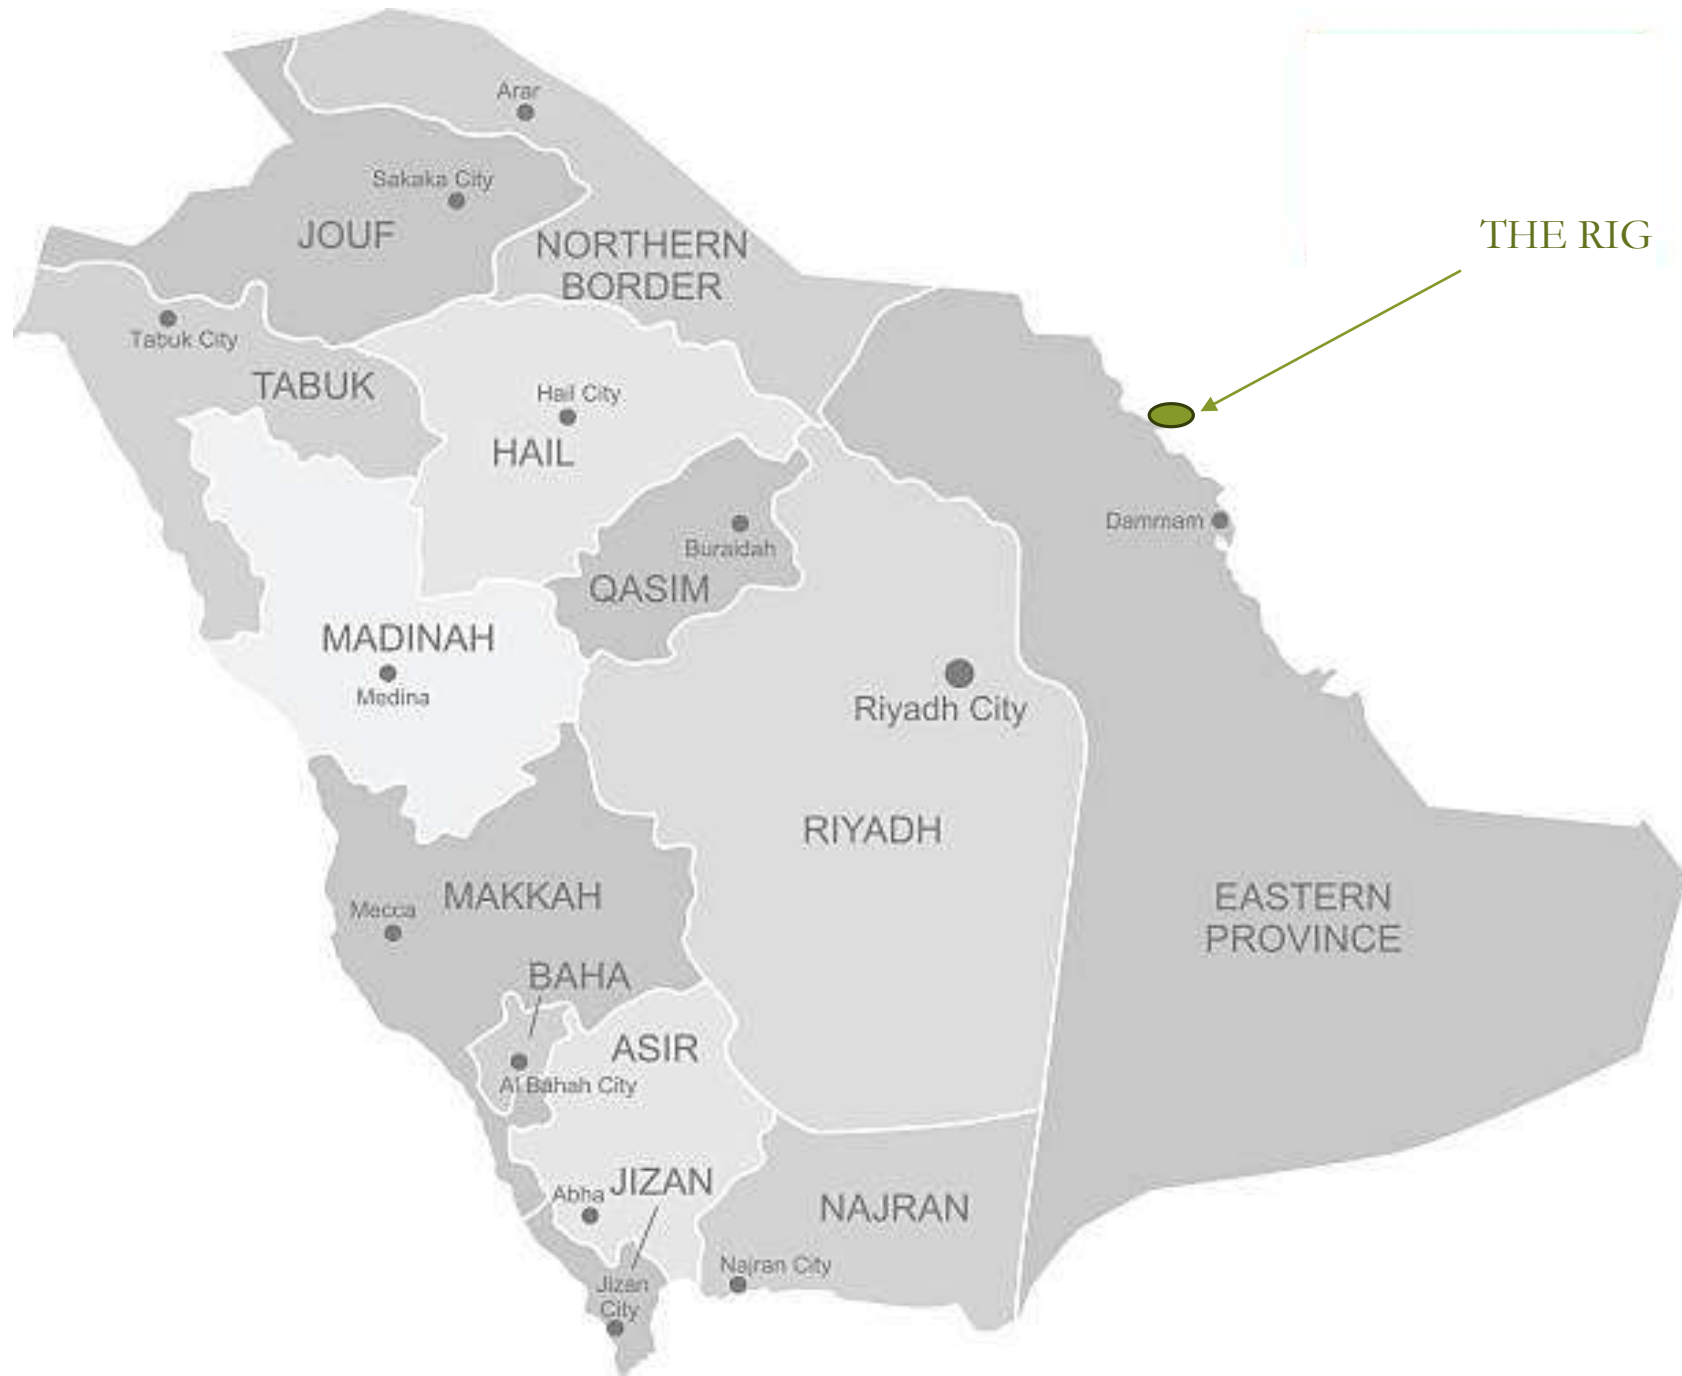 Arar
Sakaka City
JOUF
NORTHERN
BORDER
THE RIG
Tabuk City
TABUK
Hail City
HAIL
Dammam
Buraidah
QASIM
MADINAH
Medina
Riyadh City
RIYADH
MAKKAH
Mecca
EASTERN
PROVINCE
BAHA
ASIR
Al Bahah City
JIZAN
Abha
NAJRAN
Najran City
Jizan
City